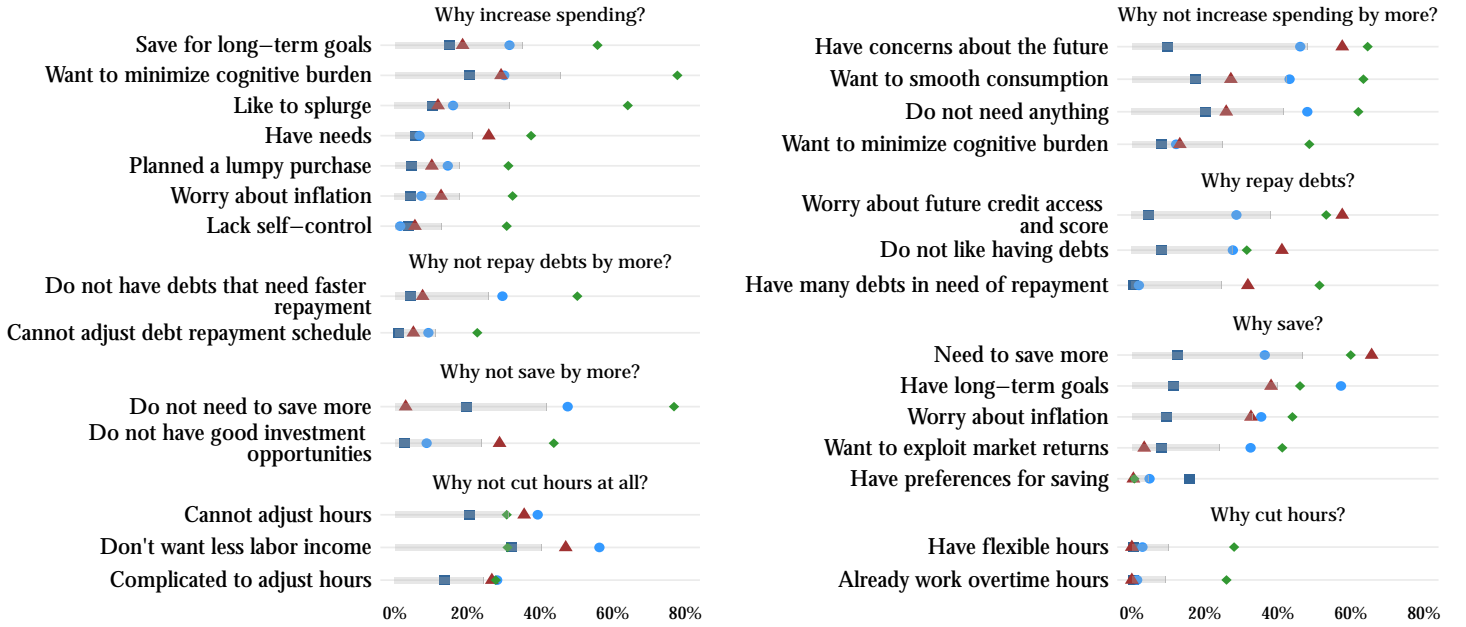 Why increase spending?
Save for long−term goals
Want to minimize cognitive burden
Like to splurge
Have needs
Planned a lumpy purchase
Worry about inflation
Lack self−control
Why not repay debts by more?
Do not have debts that need faster
repayment
Cannot adjust debt repayment schedule
Why not save by more?
Do not need to save more
Do not have good investment
opportunities
Why not cut hours at all?
Cannot adjust hours
Don't want less labor income
Complicated to adjust hours
0% 20% 40% 60% 80%
Why not increase spending by more?
Have concerns about the future
Want to smooth consumption
Do not need anything
Want to minimize cognitive burden
Why repay debts?
Worry about future credit access
and score
Do not like having debts
Have many debts in need of repayment
Why save?
Need to save more
Have long−term goals
Worry about inflation
Want to exploit market returns
Have preferences for saving
Why cut hours?
Have flexible hours
Already work overtime hours
0% 20% 40% 60% 80%